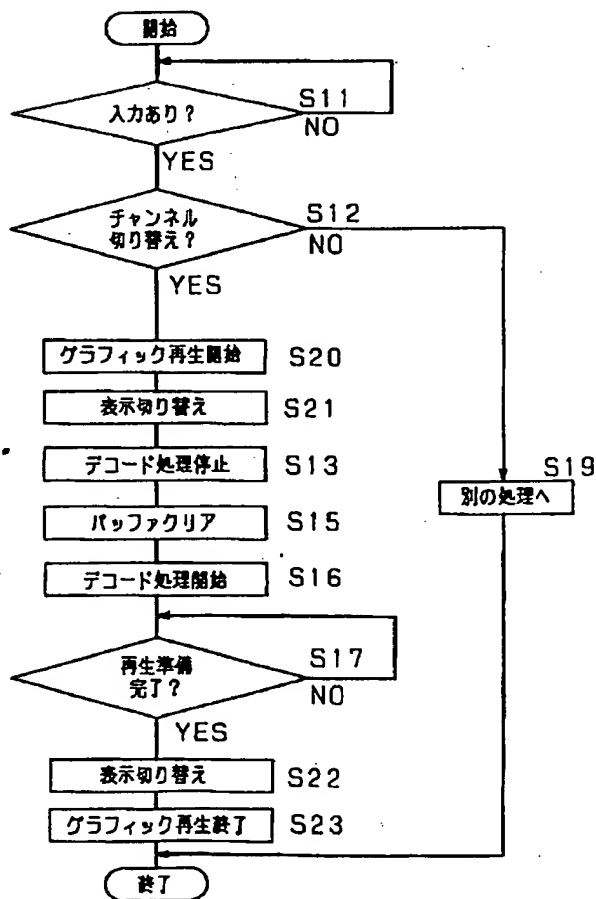 開始
S11
入力あり?
NO
YES
チャンネル
切り替え?
S12
NO
YES
グラフィック再生開始
S20
表示切り替え
S21
デコード処理停止
S13
S19
別の処理へ
バッファクリア
S15
デコード処理開始
S16
再生準備
完了?
S17
NO
YES
表示切り替え
S22
グラフィック再生終了
S23
終了